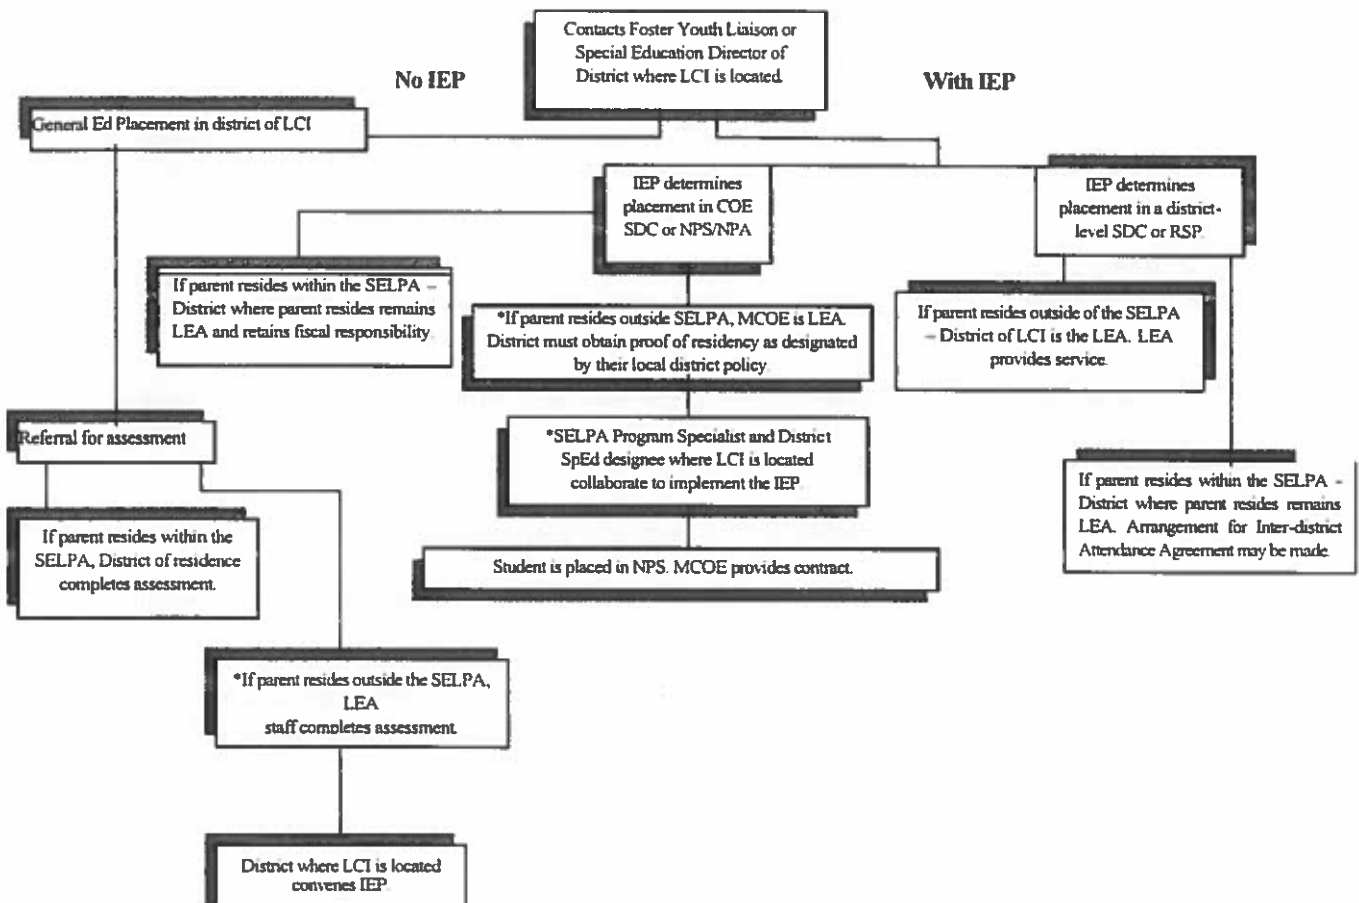 Contacts Foster Youth Liaison or
Special Education Director of
District where LCI is located.
No IEP
With IEP
General Ed Placement in district of LCI
IEP determines
placement in COE
SDC or NPS/NPA
IEP determines
placement in a district-
level SDC or RSP.
If parent resides within the SELPA –
District where parent resides remains
LEA and retains fiscal responsibility.
*If parent resides outside SELPA, MCOE is LEA.
District must obtain proof of residency as designated
by their local district policy.
If parent resides outside of the SELPA
– District of LCI is the LEA. LEA
provides service.
Referral for assessment
*SELPA Program Specialist and District
SpEd designee where LCI is located
collaborate to implement the IEP.
If parent resides within the SELPA –
District where parent resides remains
LEA. Arrangement for Inter-district
Attendance Agreement may be made.
If parent resides within the
SELPA, District of residence
completes assessment.
Student is placed in NPS. MCOE provides contract.
*If parent resides outside the SELPA,
LEA
staff completes assessment.
District where LCI is located
convenes IEP.